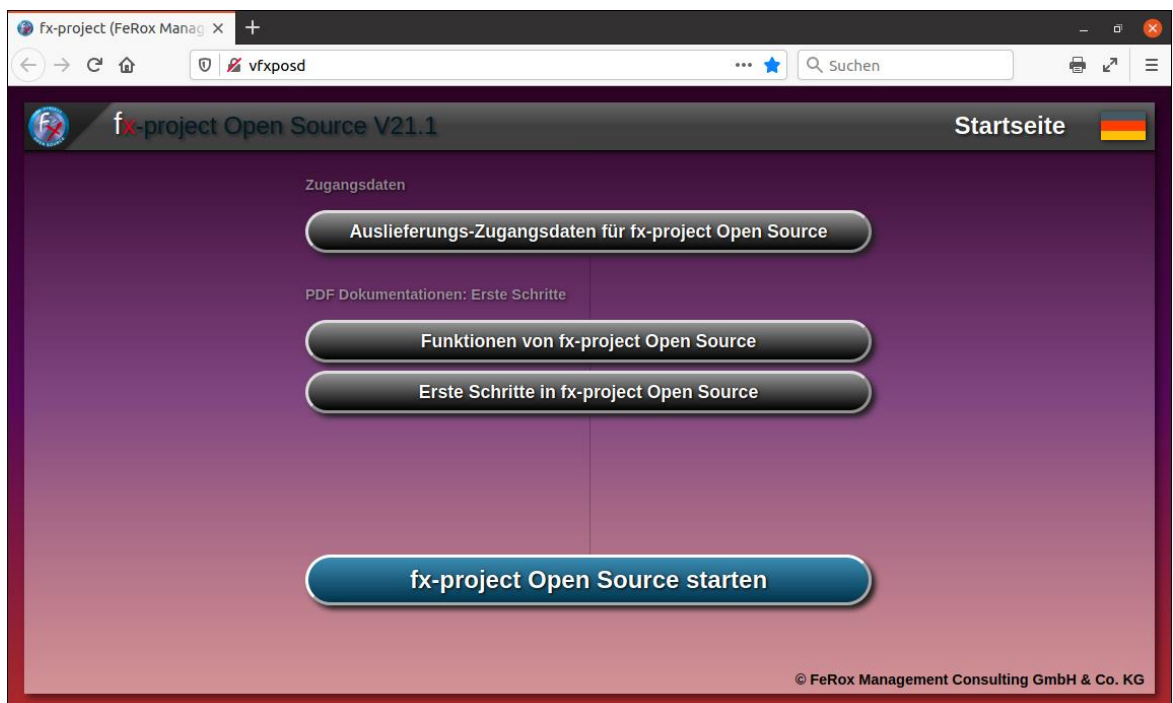 fx-project (FeRox Manag
vfxposd
Suchen
fx-project Open Source V21.1
Startseite
Zugangsdaten
Auslieferungs-Zugangsdaten für fx-project Open Source
PDF Dokumentationen: Erste Schritte
Funktionen von fx-project Open Source
Erste Schritte in fx-project Open Source
fx-project Open Source starten
© FeRox Management Consulting GmbH & Co. KG